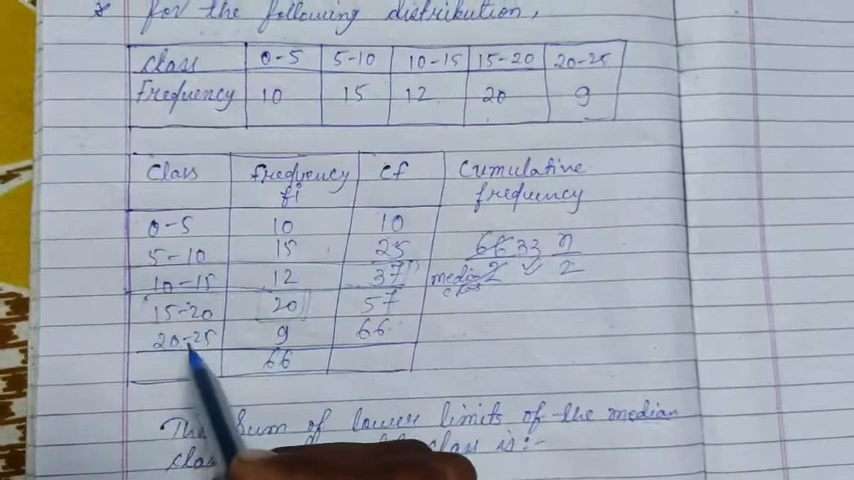 * for the following distribution,
Class 0-5 5-10 10-15 15-20 20-25
Frequency 10 15 12 20 9
Class frequency cf Cumulative
fi frequency
0-5 10 10
5-10 15 25 66 33 n
10-15 12 37 median 2 ✓ 2
class
15-20 20 57
20-25 9 66
66
The Sum of lower limits of the median
class class is:-